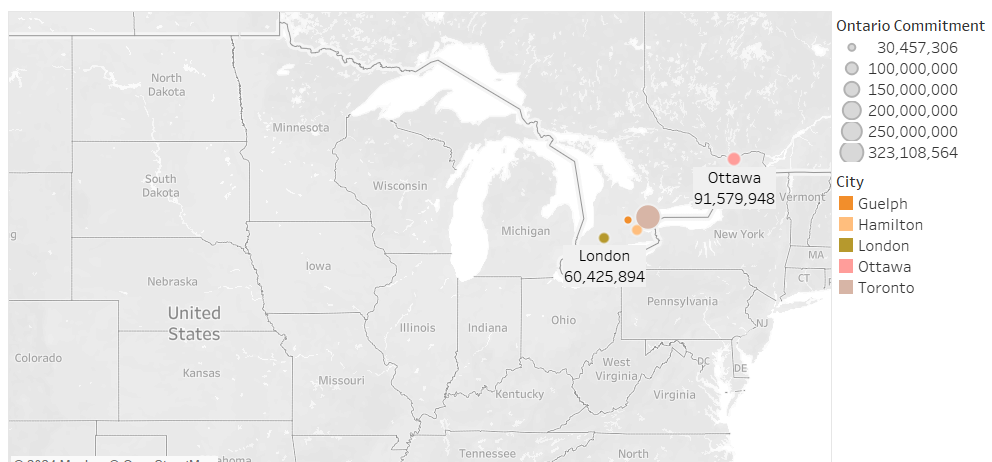 North
Dakota
Minnesota
South
Dakota
Wisconsin
Michigan
Ottawa
91,579,948
Vermont
New York
MA
CT
London
60,425,894
g
Iowa
Nebraska
United
States
Illinois
Indiana
Ohio
Pennsylvania
NJ
Colorado
Kansas
Missouri
West
Virginia
DC
DE
Kentucky
Virginia
Tennessee
North
ahoma
Ontario Commitment
30,457,306
100,000,000
150,000,000
200,000,000
250,000,000
323,108,564
City
Guelph
Hamilton
London
Ottawa
Toronto